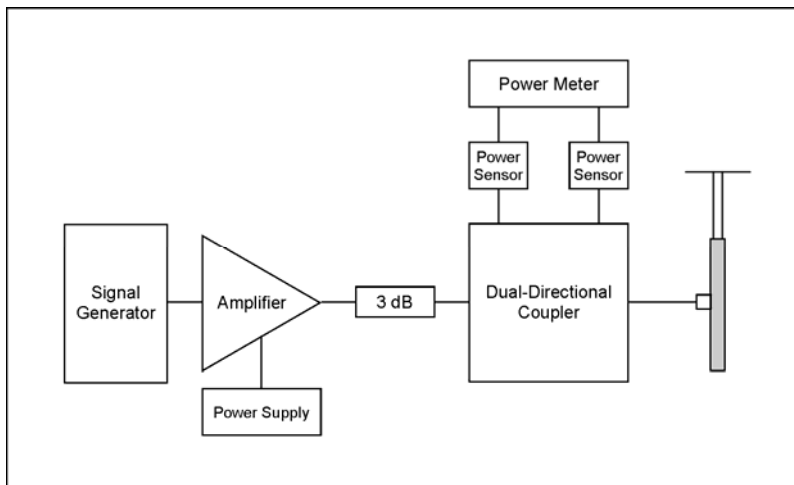 Power Meter
Power
Sensor
Power
Sensor
Signal
Generator
Amplifier
3 dB
Dual-Directional
Coupler
Power Supply